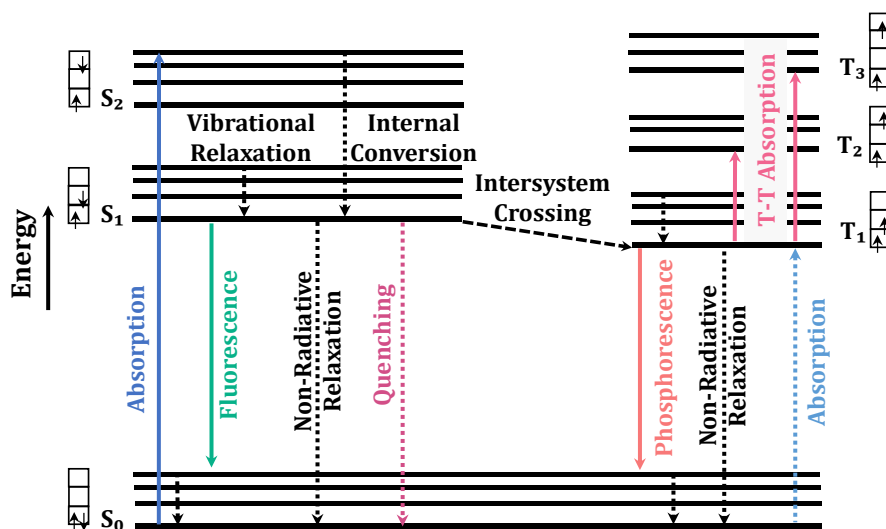 S₂
Vibrational
Relaxation
Internal
Conversion
S₁
Intersystem
Crossing
T₃
T₂
T₁
T-T Absorption
Energy
Absorption
Fluorescence
Non-Radiative
Relaxation
Quenching
Phosphorescence
Non-Radiative
Relaxation
Absorption
S₀